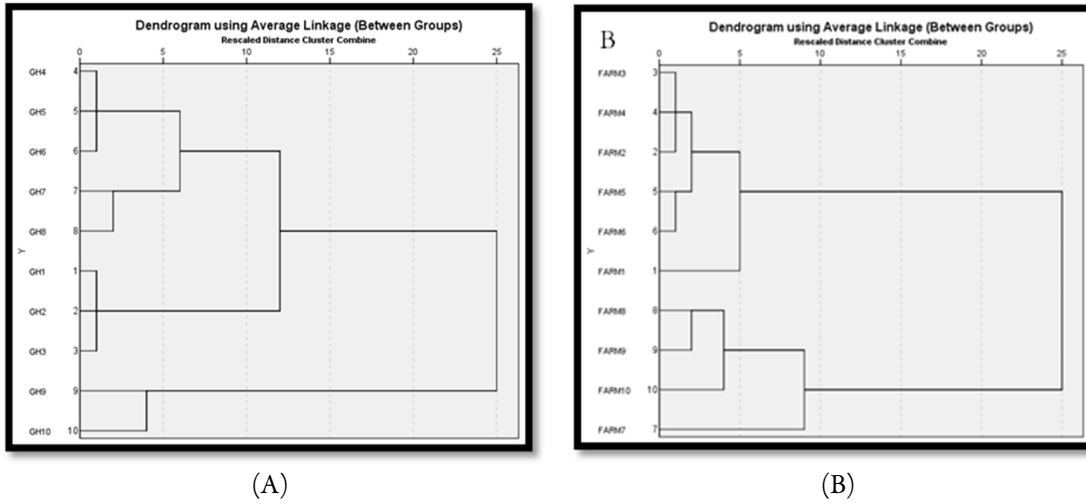 Dendrogram using Average Linkage (Between Groups)
Rescaled Distance Cluster Combine
0 5 10 15 20 25
GH4 4
GH5 5
GH6 6
GH7 7
GH8 8
Y
GH1 1
GH2 2
GH3 3
GH9 9
GH10 10
(A)
B
Dendrogram using Average Linkage (Between Groups)
Rescaled Distance Cluster Combine
0 5 10 15 20 25
FARM3 3
FARM4 4
FARM2 2
FARM5 5
FARM6 6
Y
FARM1 1
FARM8 8
FARM9 9
FARM10 10
FARM7 7
(B)